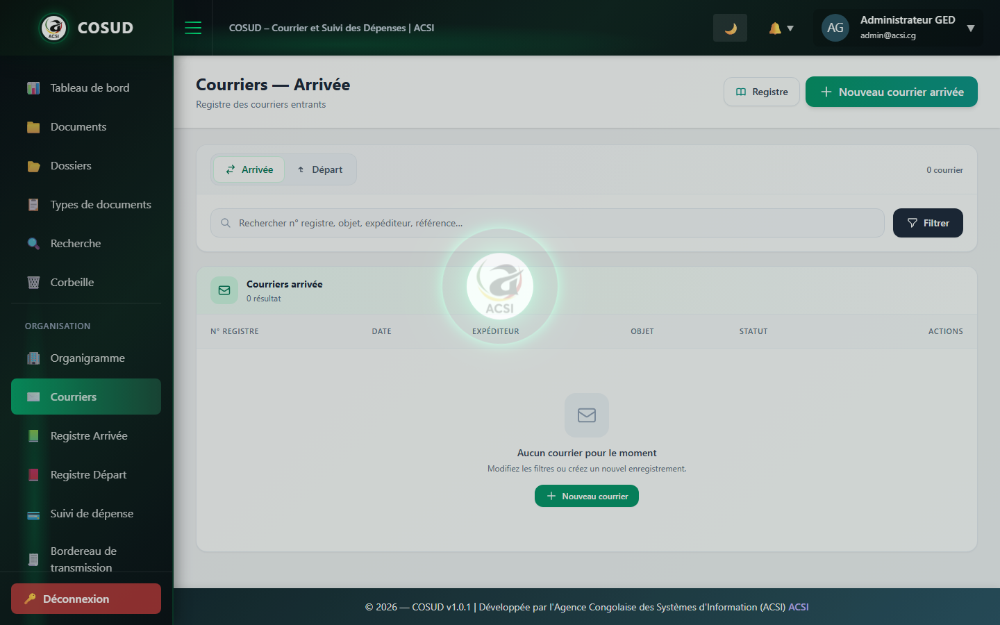 ACSI
COSUD
COSUD – Courrier et Suivi des Dépenses | ACSI
AG
Administrateur GED
admin@acsi.cg
Tableau de bord
Documents
Dossiers
Types de documents
Recherche
Corbeille
ORGANISATION
Organigramme
Courriers
Registre Arrivée
Registre Départ
Suivi de dépense
Bordereau de
transmission
Déconnexion
Courriers — Arrivée
Registre des courriers entrants
Registre
Nouveau courrier arrivée
Arrivée
Départ
0 courrier
Rechercher n° registre, objet, expéditeur, référence...
Filtrer
ACSI
Courriers arrivée
0 résultat
N° REGISTRE DATE EXPÉDITEUR OBJET STATUT ACTIONS
Aucun courrier pour le moment
Modifiez les filtres ou créez un nouvel enregistrement.
Nouveau courrier
© 2026 — COSUD v1.0.1 | Développée par l'Agence Congolaise des Systèmes d'Information (ACSI) ACSI